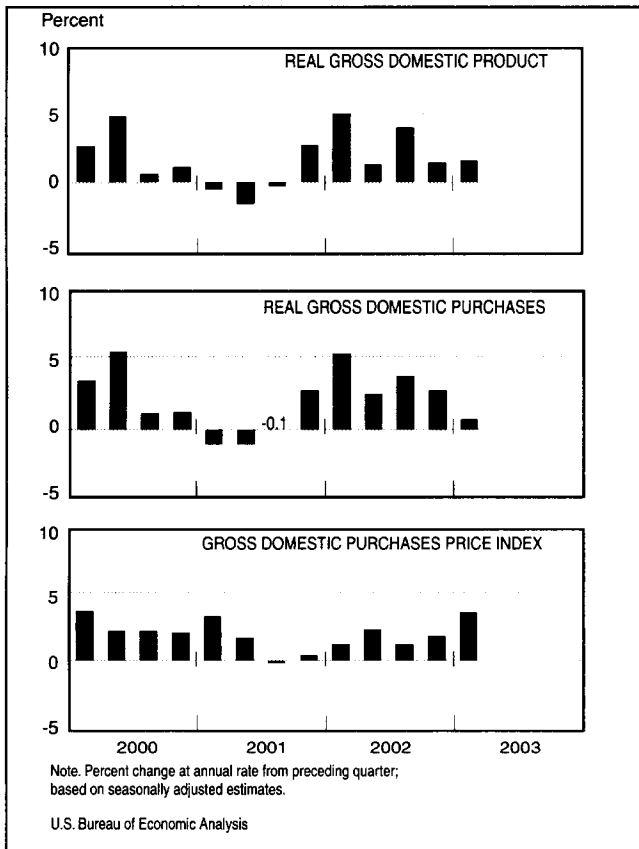 Percent
10
REAL GROSS DOMESTIC PRODUCT
5
0
-5
10
REAL GROSS DOMESTIC PURCHASES
5
0
-0.1
-5
10
GROSS DOMESTIC PURCHASES PRICE INDEX
5
0
-5
2000 2001 2002 2003
Note. Percent change at annual rate from preceding quarter;
based on seasonally adjusted estimates.
U.S. Bureau of Economic Analysis